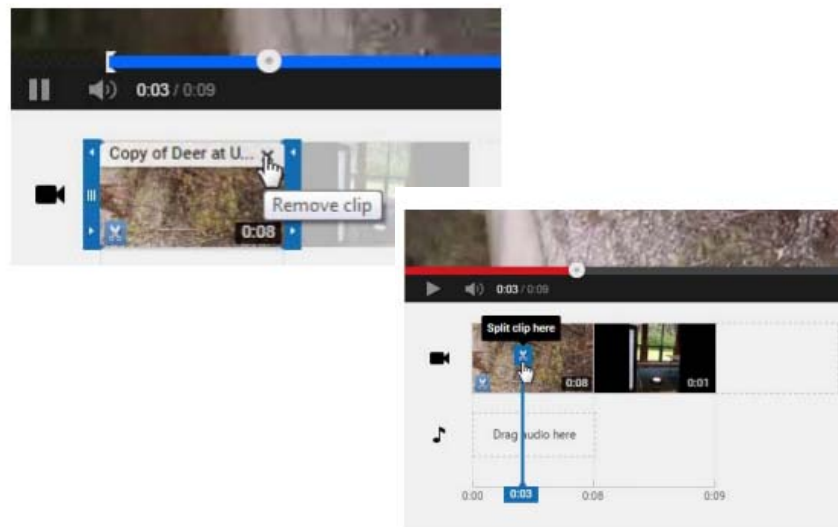 0:03 / 0:09
Copy of Deer at U...
Remove clip
0:08
0:03 / 0:09
Split clip here
0:08
0:01
Drag audio here
0:00
0:03
0:08
0:09